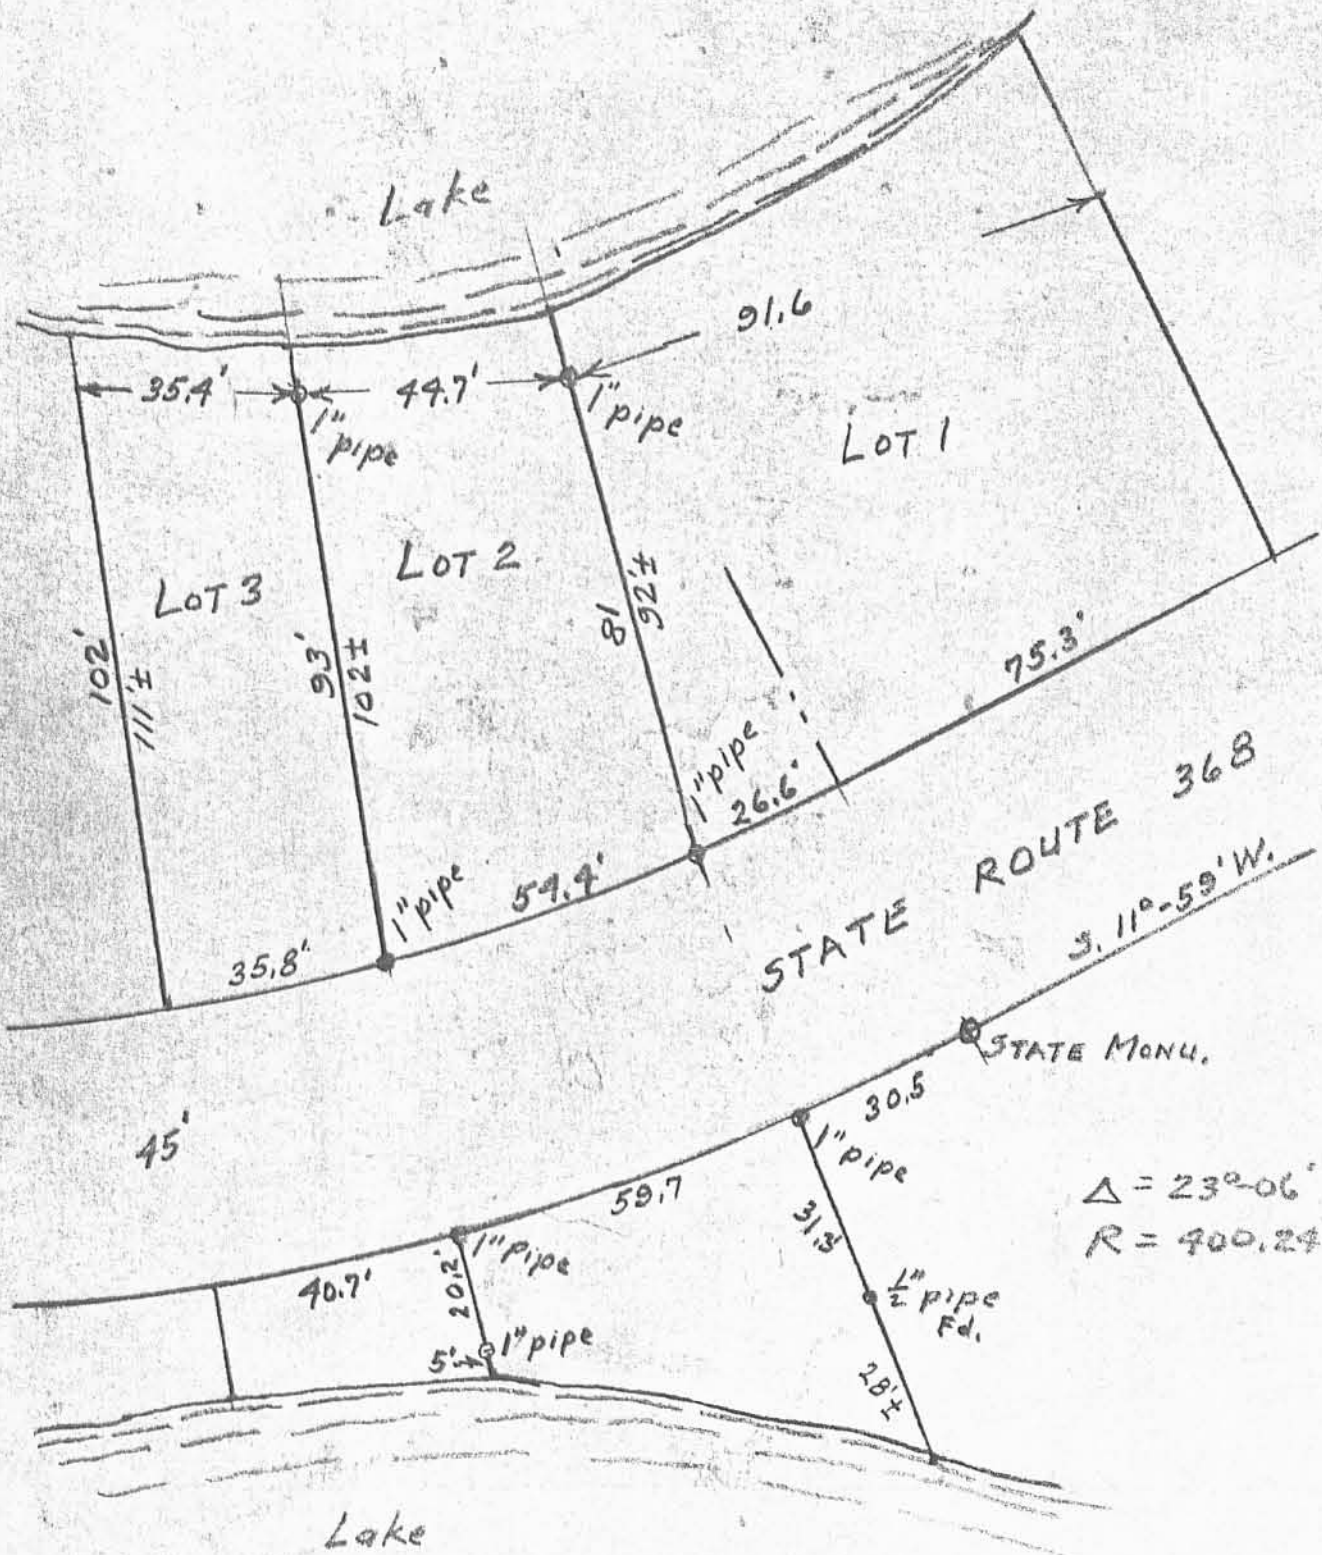 Lake
91.6
35.4'
44.7'
1"
pipe
1"
pipe
LOT 1
LOT 2
LOT 3
102'
111'±
93'
102±
81
92'±
75.3'
1" pipe
26.6'
1" pipe
54.4'
35.8'
STATE ROUTE 368
S. 11°-59' W.
STATE MONU.
45'
30.5
1" pipe
59.7
Δ = 23°-06'
R = 400.24
31.3'
1" pipe
40.7'
20.2'
1/2" pipe
Fd.
1" pipe
5'
28'±
Lake